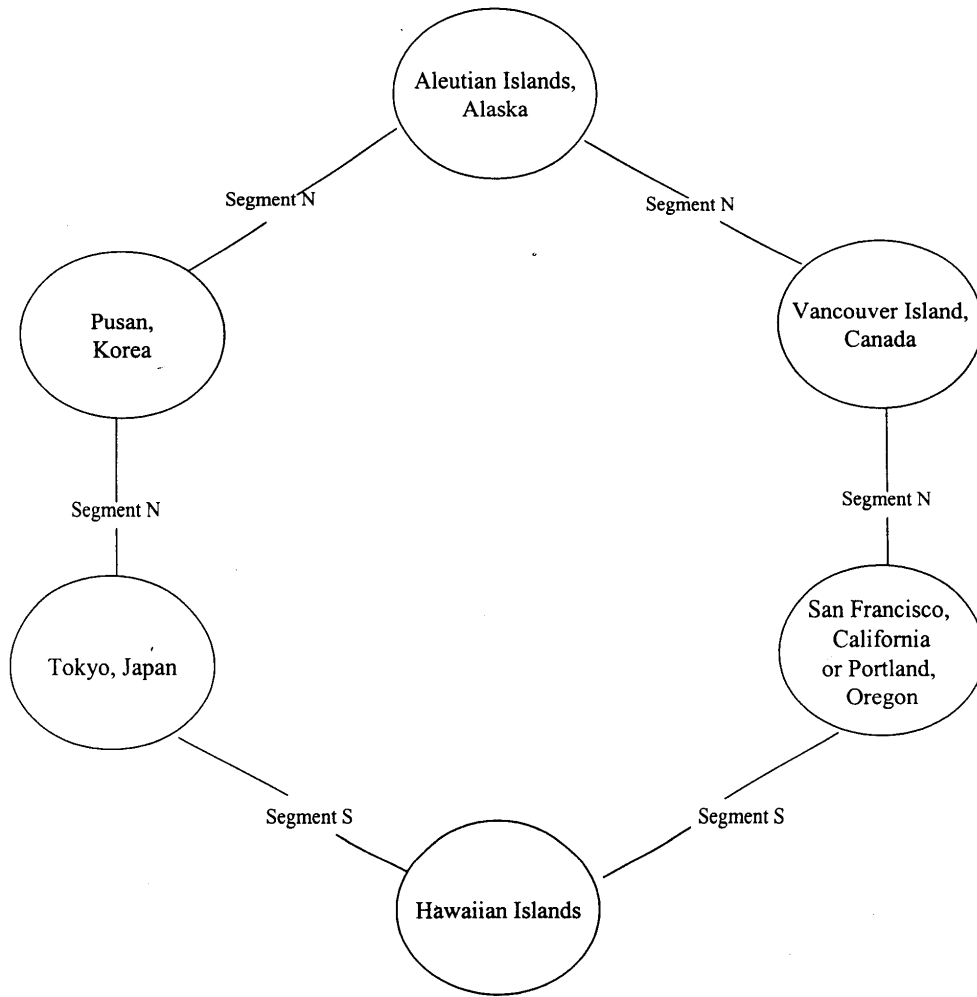 Aleutian Islands,
Alaska
Segment N
Segment N
Pusan,
Korea
Vancouver Island,
Canada
Segment N
Segment N
Tokyo, Japan
San Francisco,
California
or Portland,
Oregon
Segment S
Segment S
Hawaiian Islands